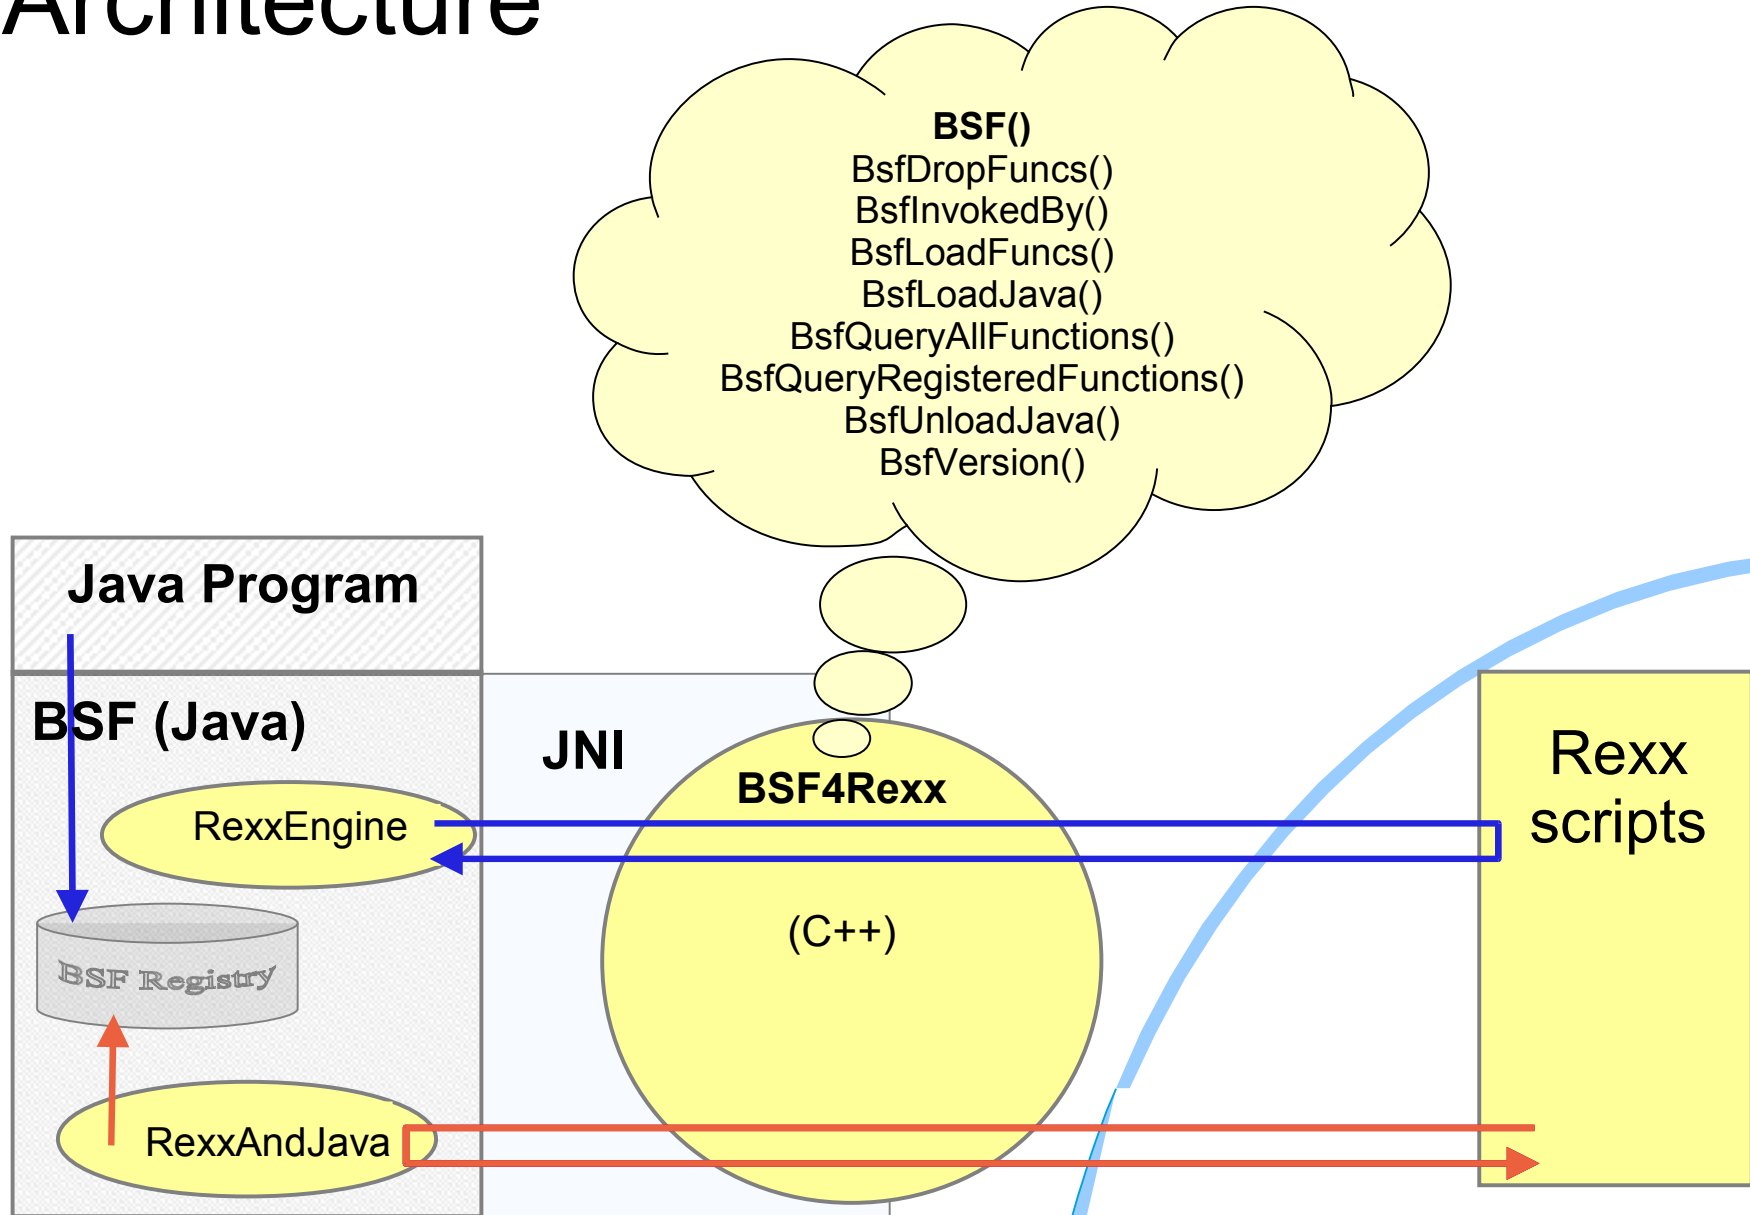 Architecture
BSF()
BsfDropFuncs()
BsfInvokedBy()
BsfLoadFuncs()
BsfLoadJava()
BsfQueryAllFunctions()
BsfQueryRegisteredFunctions()
BsfUnloadJava()
BsfVersion()
Java Program
BSF (Java)
JNI
BSF4Rexx
Rexx
scripts
RexxEngine
(C++)
BSF Registry
RexxAndJava